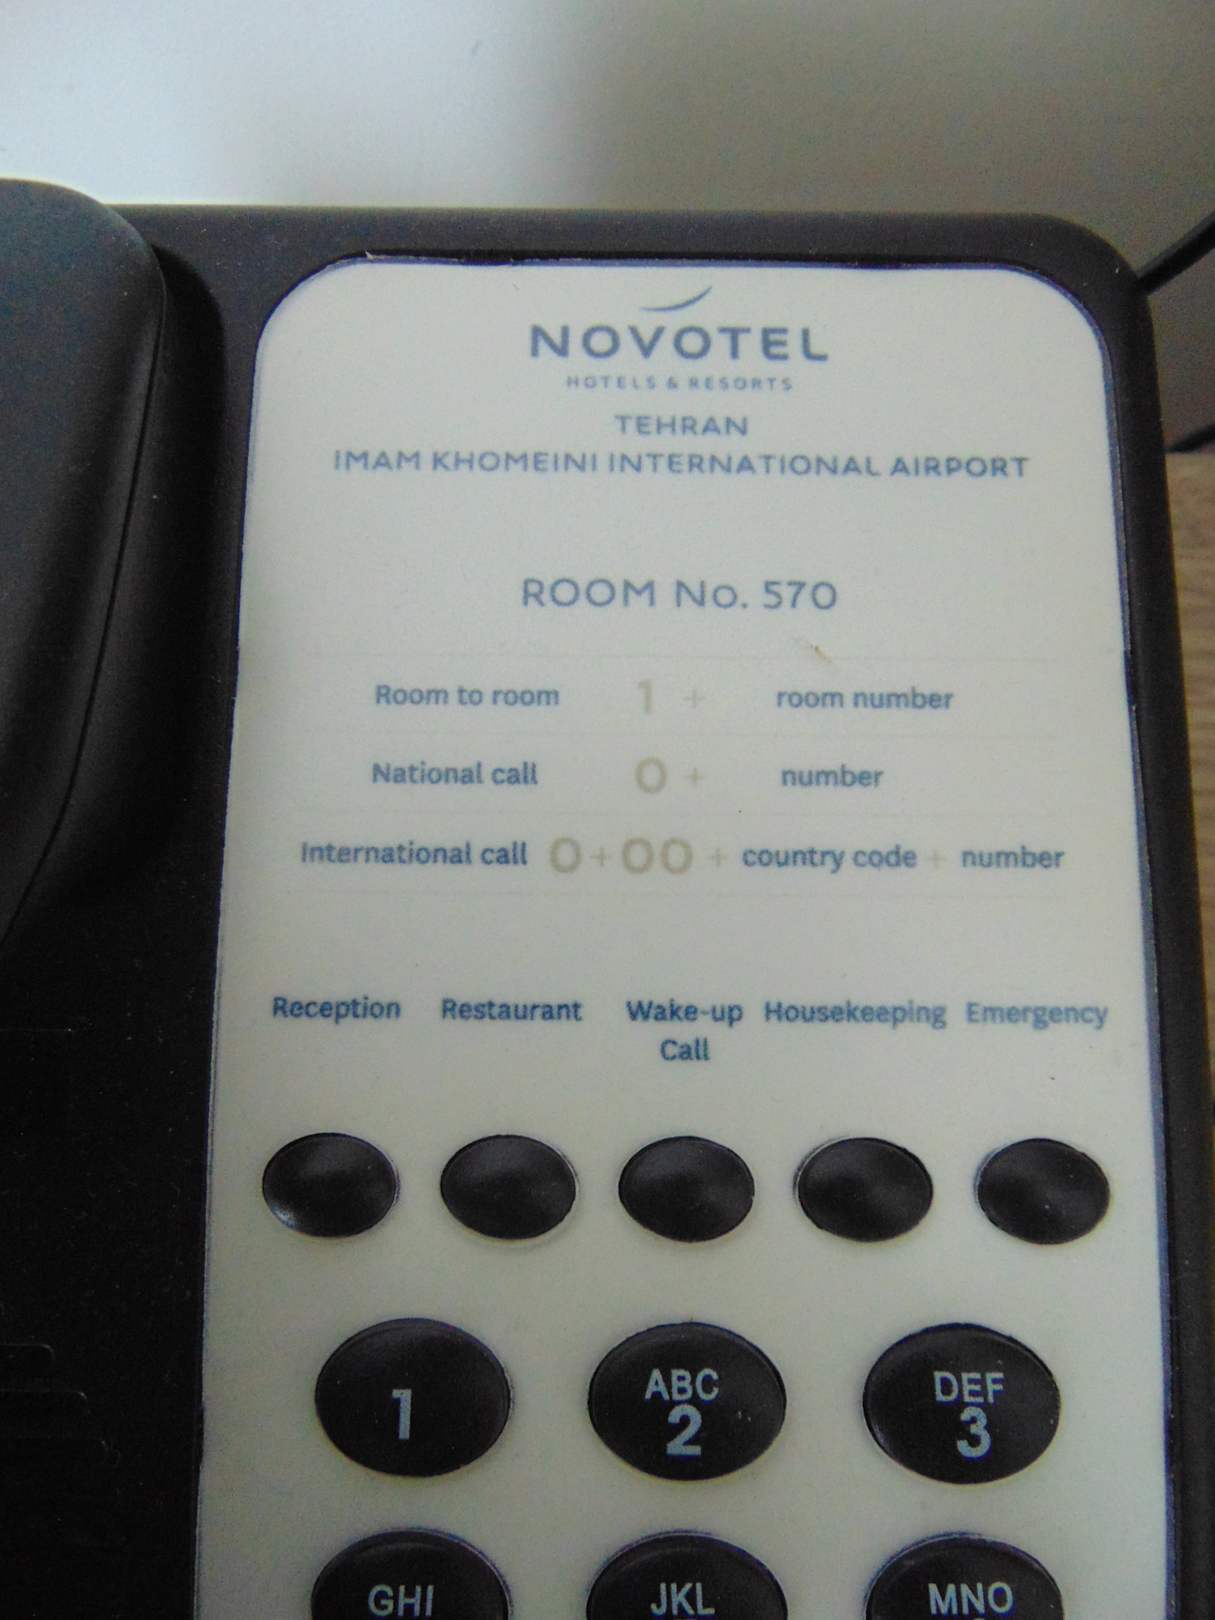 NOVOTEL
HOTELS & RESORTS
TEHRAN
IMAM KHOMEINI INTERNATIONAL AIRPORT
ROOM No. 570
Room to room 1 + room number
National call 0 + number
International call 0 + 00 + country code + number
Reception Restaurant Wake-up Housekeeping Emergency
Call
1 ABC DEF
2 3
GHI JKL MNO